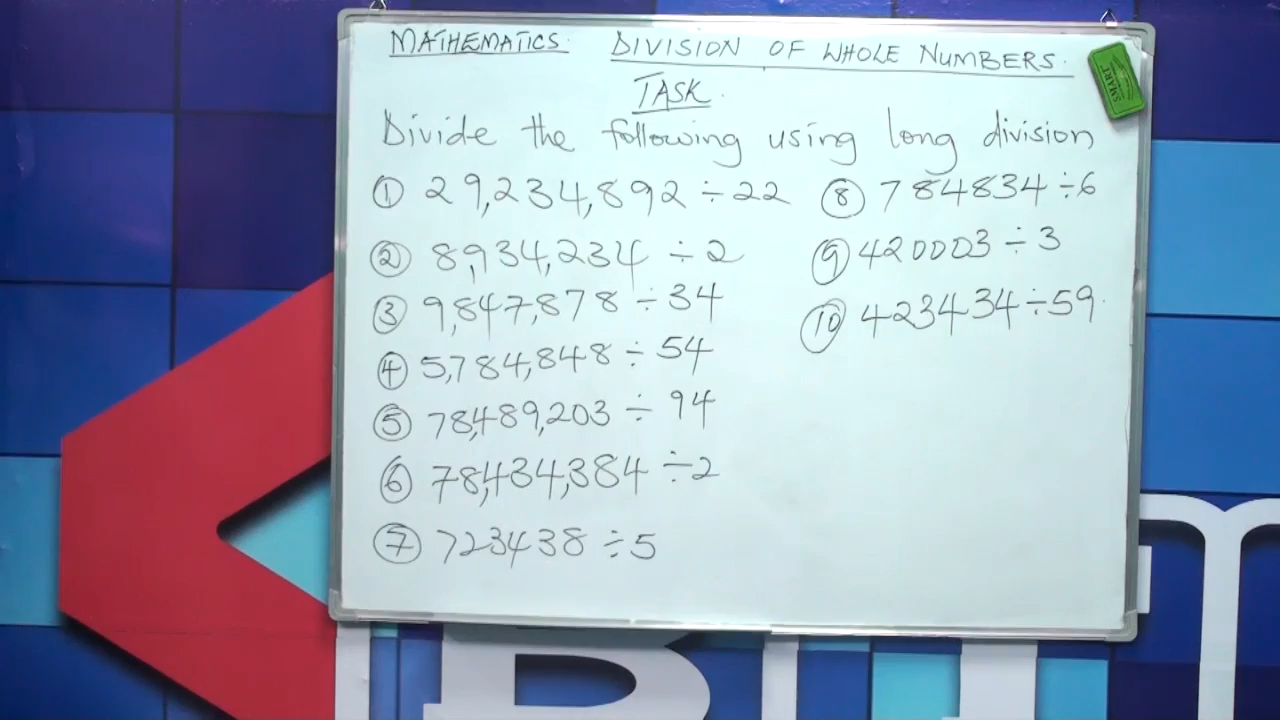 MATHEMATICS. DIVISION OF WHOLE NUMBERS.
TASK.
Divide the following using long division
① 29,234,892 ÷ 22
② 8,934,234 ÷ 2
③ 9,847,878 ÷ 34
④ 5,784,848 ÷ 54
⑤ 78,489,203 ÷ 94
⑥ 78,434,384 ÷ 2
⑦ 723438 ÷ 5
⑧ 784834 ÷ 6
⑨ 420003 ÷ 3
⑩ 423434 ÷ 59.
SMART